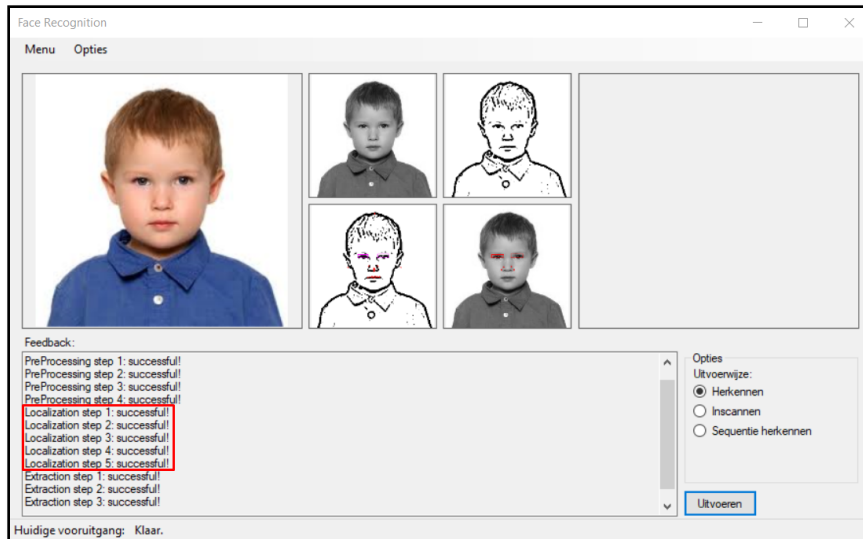 Face Recognition
Menu Opties
Feedback:
PreProcessing step 1: successful!
PreProcessing step 2: successful!
PreProcessing step 3: successful!
PreProcessing step 4: successful!
Localization step 1: successful!
Localization step 2: successful!
Localization step 3: successful!
Localization step 4: successful!
Localization step 5: successful!
Extraction step 1: successful!
Extraction step 2: successful!
Extraction step 3: successful!
Opties
Uitvoerwijze:
Herkennen
Inscannen
Sequentie herkennen
Uitvoeren
Huidige vooruitgang: Klaar.